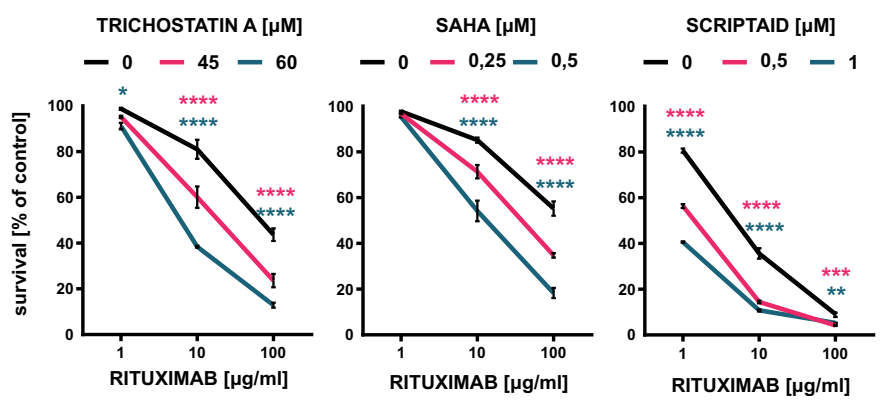 TRICHOSTATIN A [µM]
0 45 60
SAHA [µM]
0 0,25 0,5
SCRIPTAID [µM]
0 0,5 1
survival [% of control]
100
80
60
40
20
0
*
****
****
****
****
1 10 100
RITUXIMAB [µg/ml]
100
80
60
40
20
0
****
****
****
****
1 10 100
RITUXIMAB [µg/ml]
100
80
60
40
20
0
****
****
****
****
***
**
1 10 100
RITUXIMAB [µg/ml]